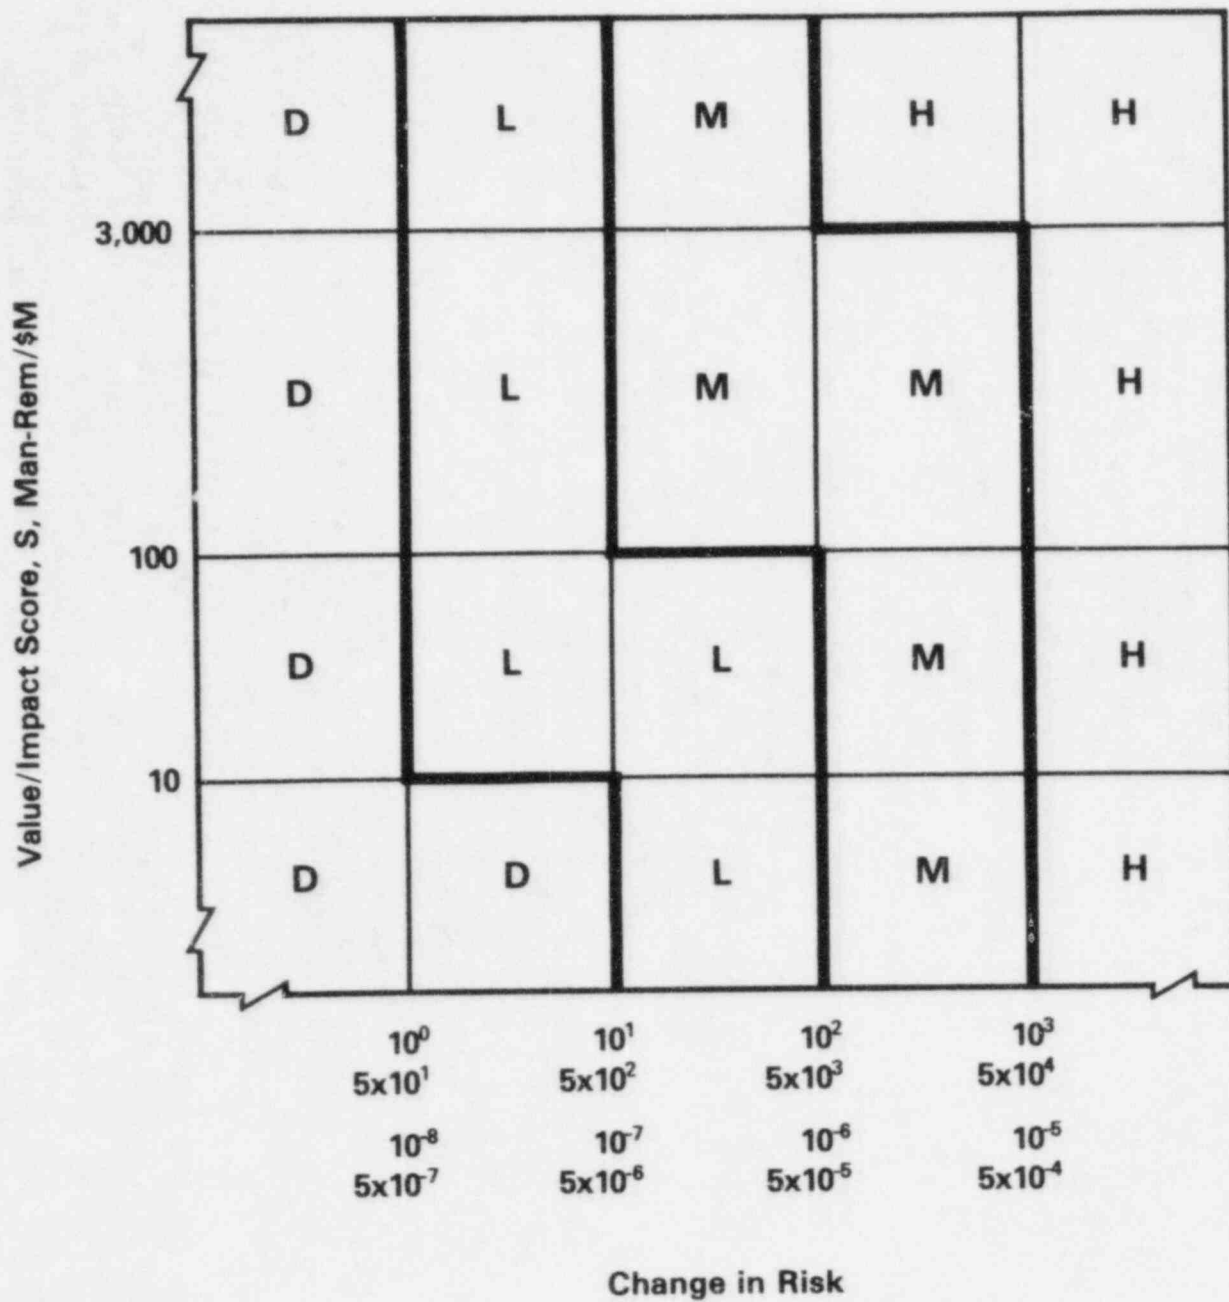 D L M H H
3,000
D L M M H
100
D L L M H
10
D D L M H
Value/Impact Score, S, Man-Rem/$M
10⁰ 10¹ 10² 10³
5x10¹ 5x10² 5x10³ 5x10⁴
10⁻⁸ 10⁻⁷ 10⁻⁶ 10⁻⁵
5x10⁻⁷ 5x10⁻⁶ 5x10⁻⁵ 5x10⁻⁴
Change in Risk